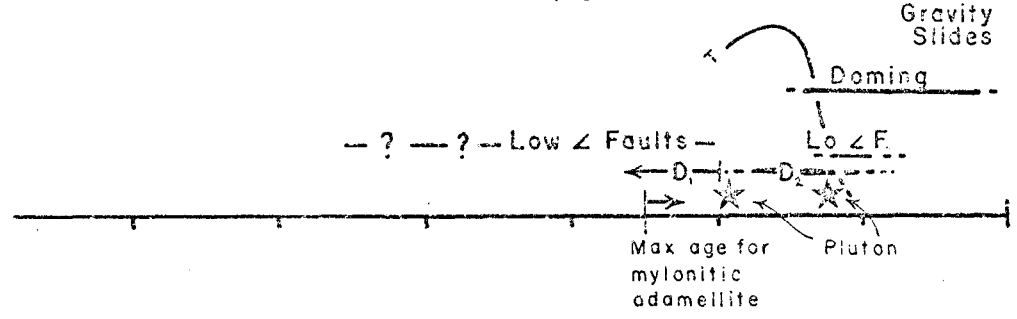 Gravity
Slides
T
Doming
? ? Low ∠ Faults
Lo ∠ F.
D₁ D₂
Max age for
mylonitic
adamellite
Pluton